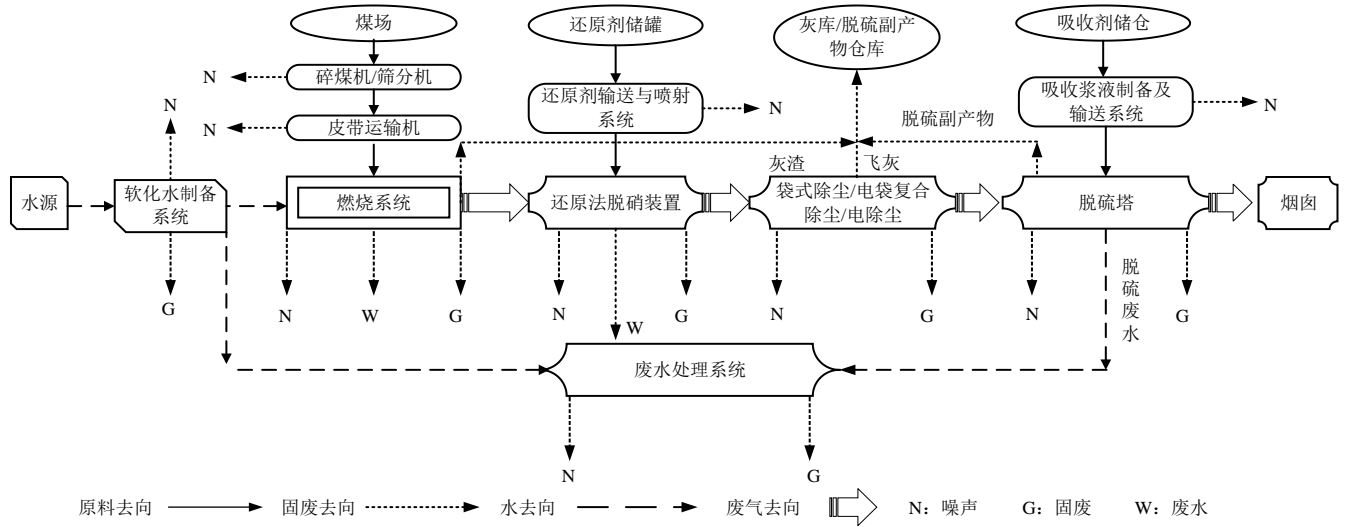 煤场
还原剂储罐
灰库/脱硫副产
物仓库
吸收剂储仓
N
碎煤机/筛分机
N
还原剂输送与喷射
系统
N
吸收浆液制备及
输送系统
N
N
皮带运输机
脱硫副产物
灰渣
飞灰
水源
软化水制备
系统
燃烧系统
还原法脱硝装置
袋式除尘/电袋复合
除尘/电除尘
脱硫塔
烟囱
G
N
W
G
N
W
G
N
G
N
脱硫废水
G
废水处理系统
N
G
原料去向
固废去向
水去向
废气去向
N：噪声
G：固废
W：废水